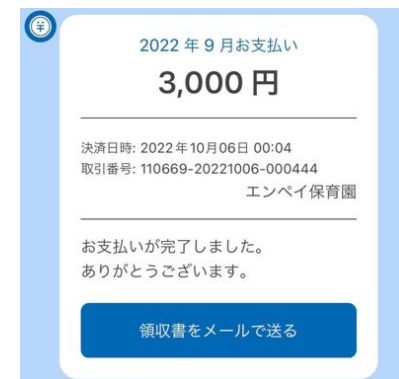 2022 年 9 月お支払い
3,000 円
決済日時: 2022 年 10月06日 00:04
取引番号: 110669-20221006-000444
エンペイ保育園
お支払いが完了しました。
ありがとうございます。
領収書をメールで送る